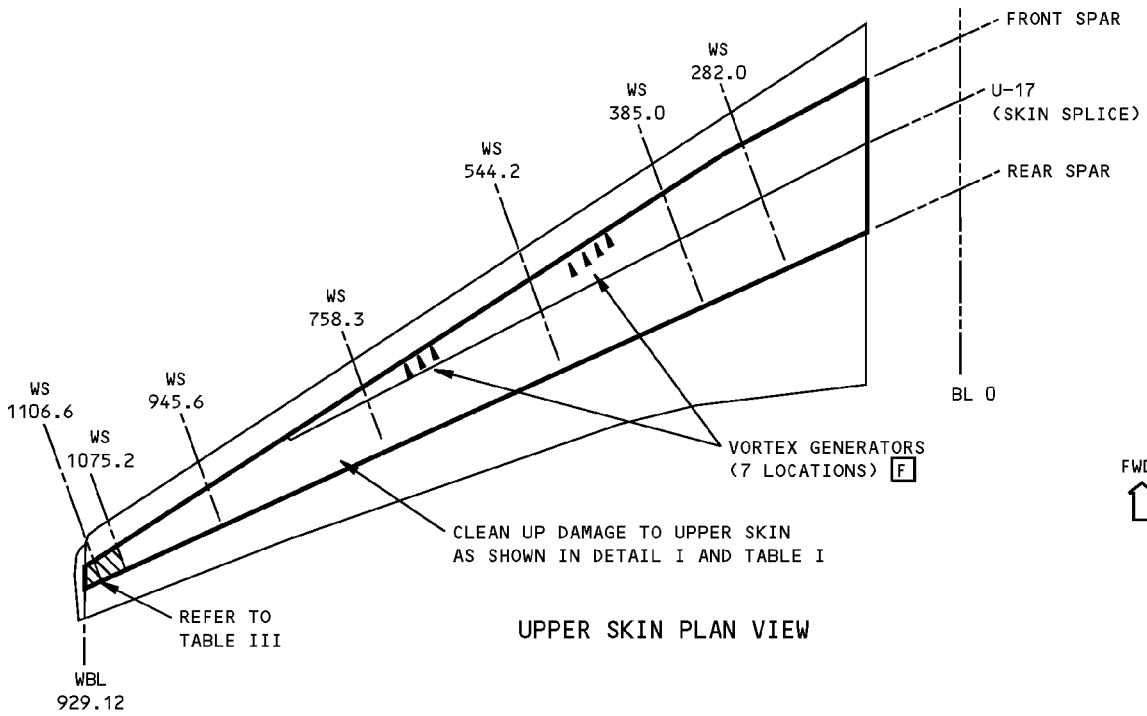 FRONT SPAR
WS
282.0
U-17
(SKIN SPLICE)
WS
385.0
WS
544.2
REAR SPAR
WS
758.3
WS
945.6
WS
1106.6
WS
1075.2
BL 0
VORTEX GENERATORS
(7 LOCATIONS) F
FWD
CLEAN UP DAMAGE TO UPPER SKIN
AS SHOWN IN DETAIL I AND TABLE I
REFER TO
TABLE III
UPPER SKIN PLAN VIEW
WBL
929.12